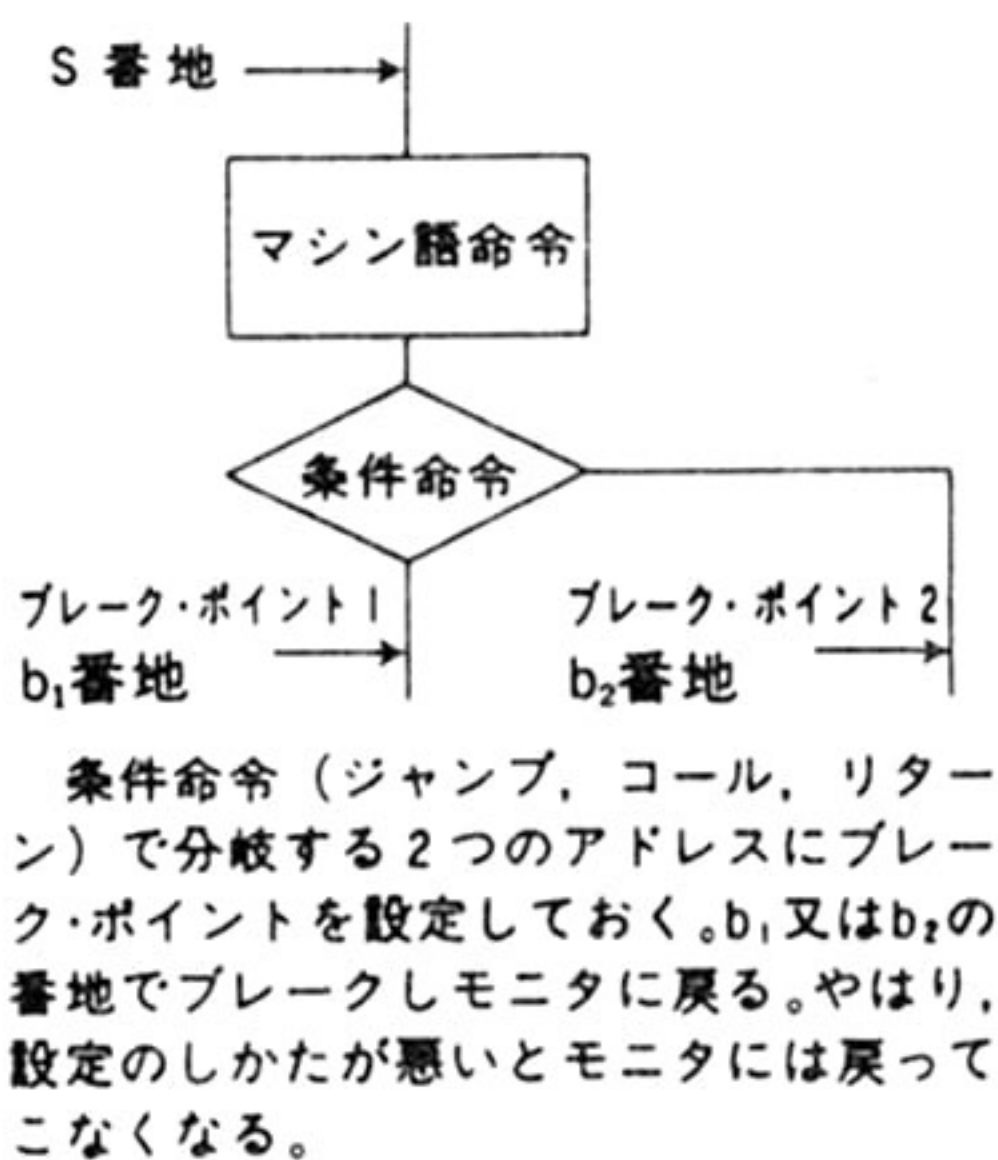 S番地
マシン語命令
条件命令
ブレーク・ポイント1
b₁番地
ブレーク・ポイント2
b₂番地
条件命令（ジャンプ，コール，リター
ン）で分岐する2つのアドレスにブレー
ク・ポイントを設定しておく。b₁又はb₂の
番地でブレークしモニタに戻る。やはり，
設定のしかたが悪いとモニタには戻って
こなくなる。